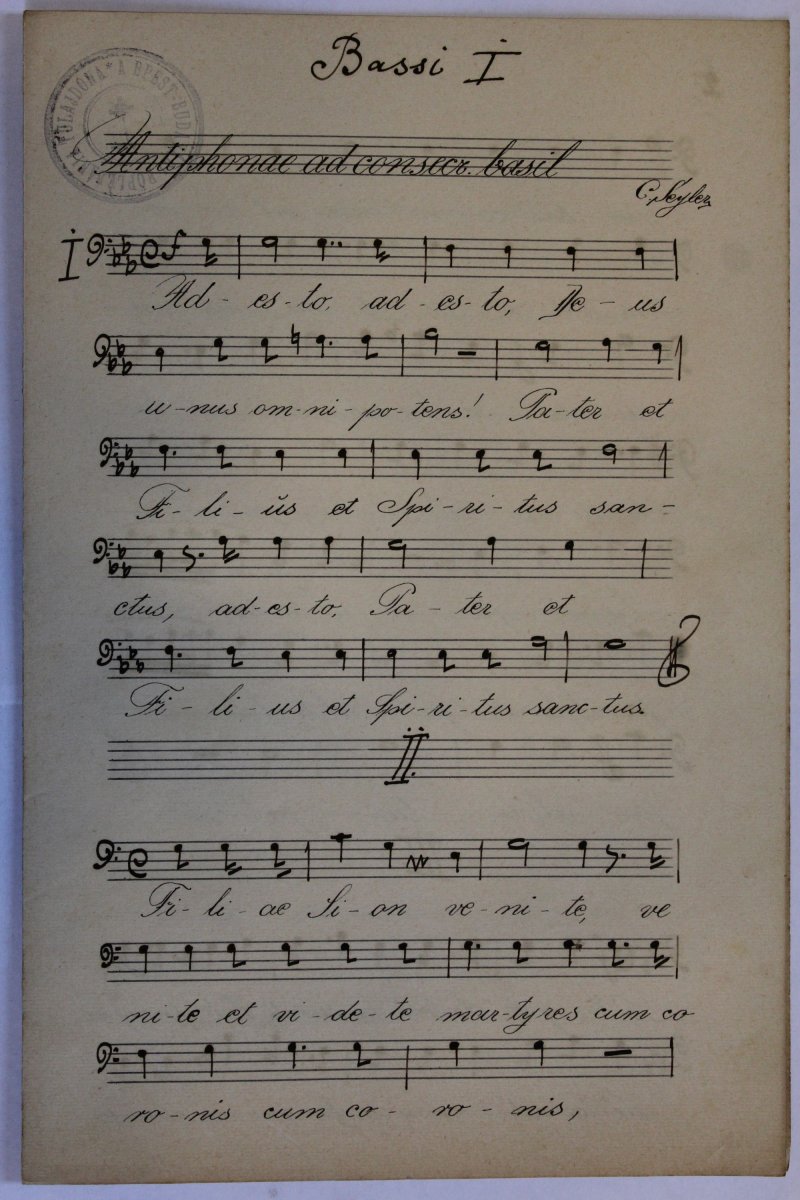 Bassi I
Antiphonae ad consecr. basil
C. Seyler
I
Ad-es-to, ad-es-to, De-us
u-nus om-ni-po-tens! Pa-ter et
Fi-li-ŭs et Spi-ri-tus san-
ctus, ad-es-to, Pa-ter et
Fi-li-us et Spi-ri-tus sanc-tus.
II.
Fi-li-ae Si-on ve-ni-te, ve
ni-te et vi-de-te mar-tyres cum co
ro-nis cum co-ro-nis,